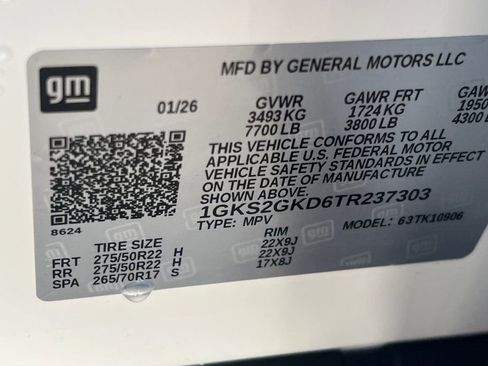 gm
MFD BY GENERAL MOTORS LLC
01/26 GVWR GAWR FRT
3493 KG 1724 KG 1950
7700 LB 3800 LB 4300
THIS VEHICLE CONFORMS TO ALL
APPLICABLE U.S. FEDERAL MOTOR
VEHICLE SAFETY STANDARDS IN EFFECT
ON THE DATE OF MANUFACTURE
SHOWN ABOVE.
8624 1GKS2GKD6TR237303
TYPE: MPV MODEL: 63TK10906
TIRE SIZE RIM
FRT 275/50R22 H 22X9J
RR 275/50R22 H 22X9J
SPA 265/70R17 S 17X8J